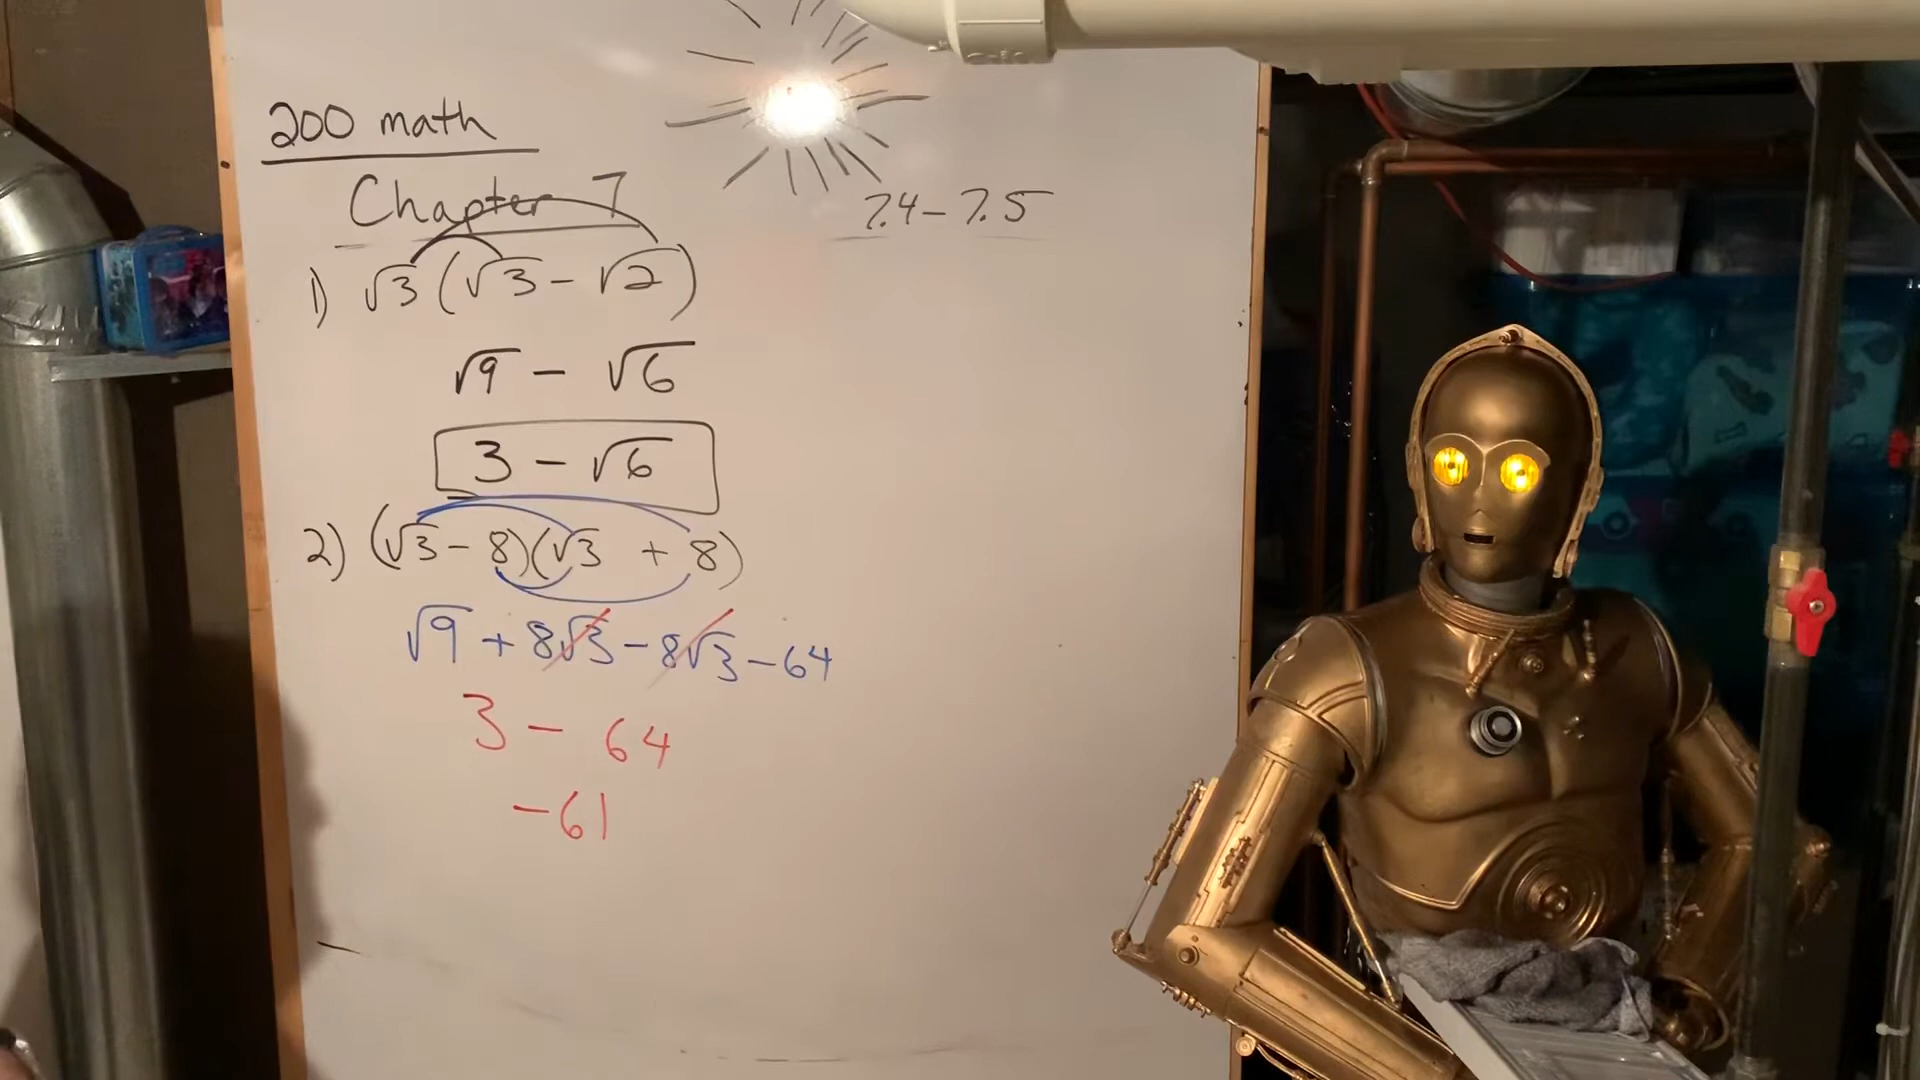 200 math
Chapter 7
7.4 - 7.5
1) √3 (√3 - √2)
√9 - √6
3 - √6
2) (√3 - 8)(√3 + 8)
√9 + 8√3 - 8√3 - 64
3 - 64
-61